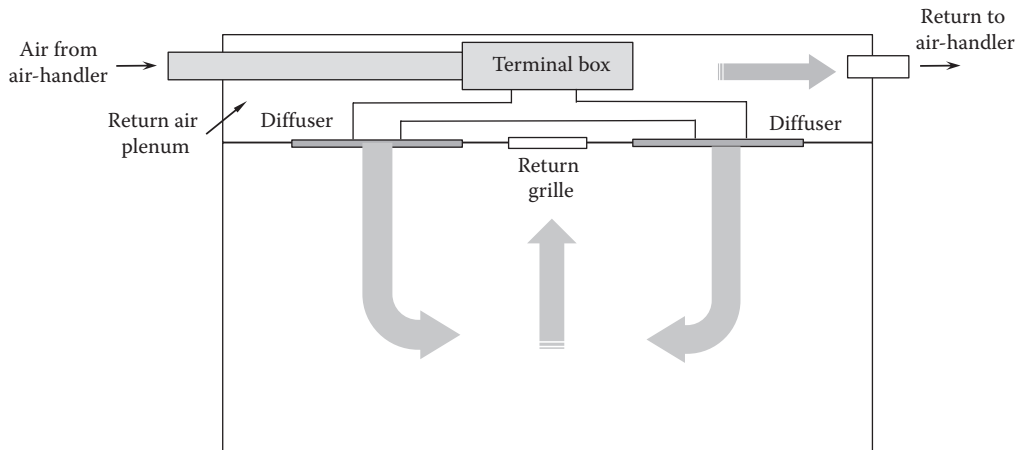 Air from
air-handler
Terminal box
Return to
air-handler
Return air
plenum
Diffuser
Diffuser
Return
grille